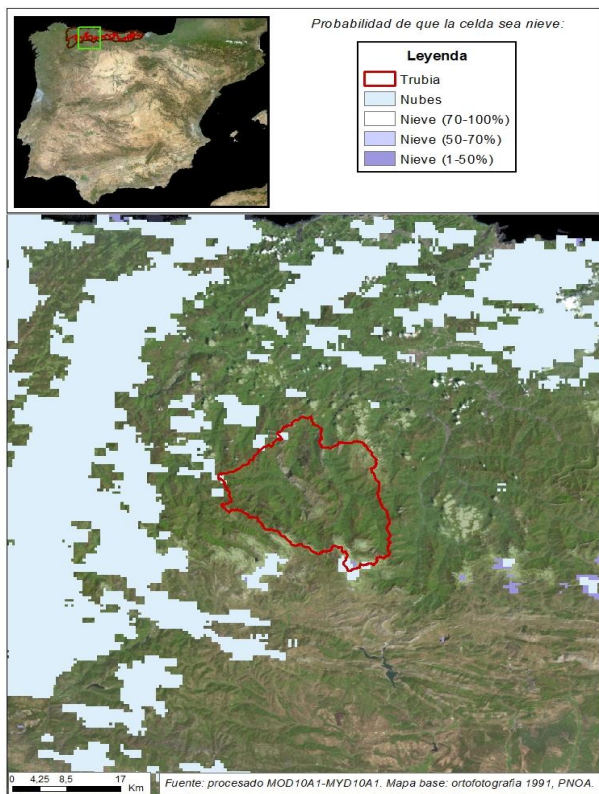 Probabilidad de que la celda sea nieve:
Leyenda
Trubia
Nubes
Nieve (70-100%)
Nieve (50-70%)
Nieve (1-50%)
0 4,25 8,5 17
Km
Fuente: procesado MOD10A1-MYD10A1. Mapa base: ortofotografía 1991, PNOA.